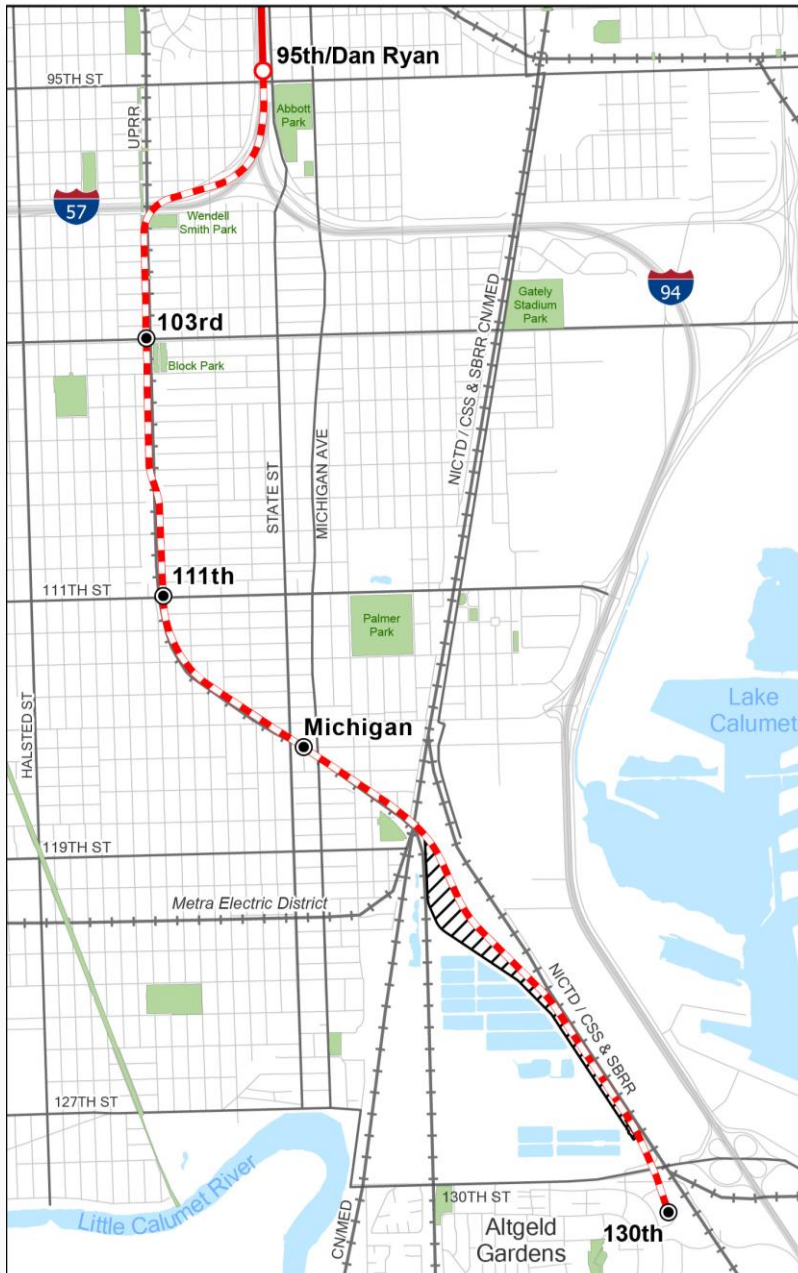 95th/Dan Ryan
95TH ST
UPRR
Abbott
Park
57
Wendell
Smith Park
94
Gately
Stadium
Park
103rd
Block Park
NICTD / CSS & SBRR CN/MED
STATE ST
MICHIGAN AVE
111th
111TH ST
Palmer
Park
HALSTED ST
Lake
Calumet
Michigan
119TH ST
Metra Electric District
NICTD / CSS & SBRR
127TH ST
Little Calumet River
CN/MED
130TH ST
130th
Altgeld
Gardens